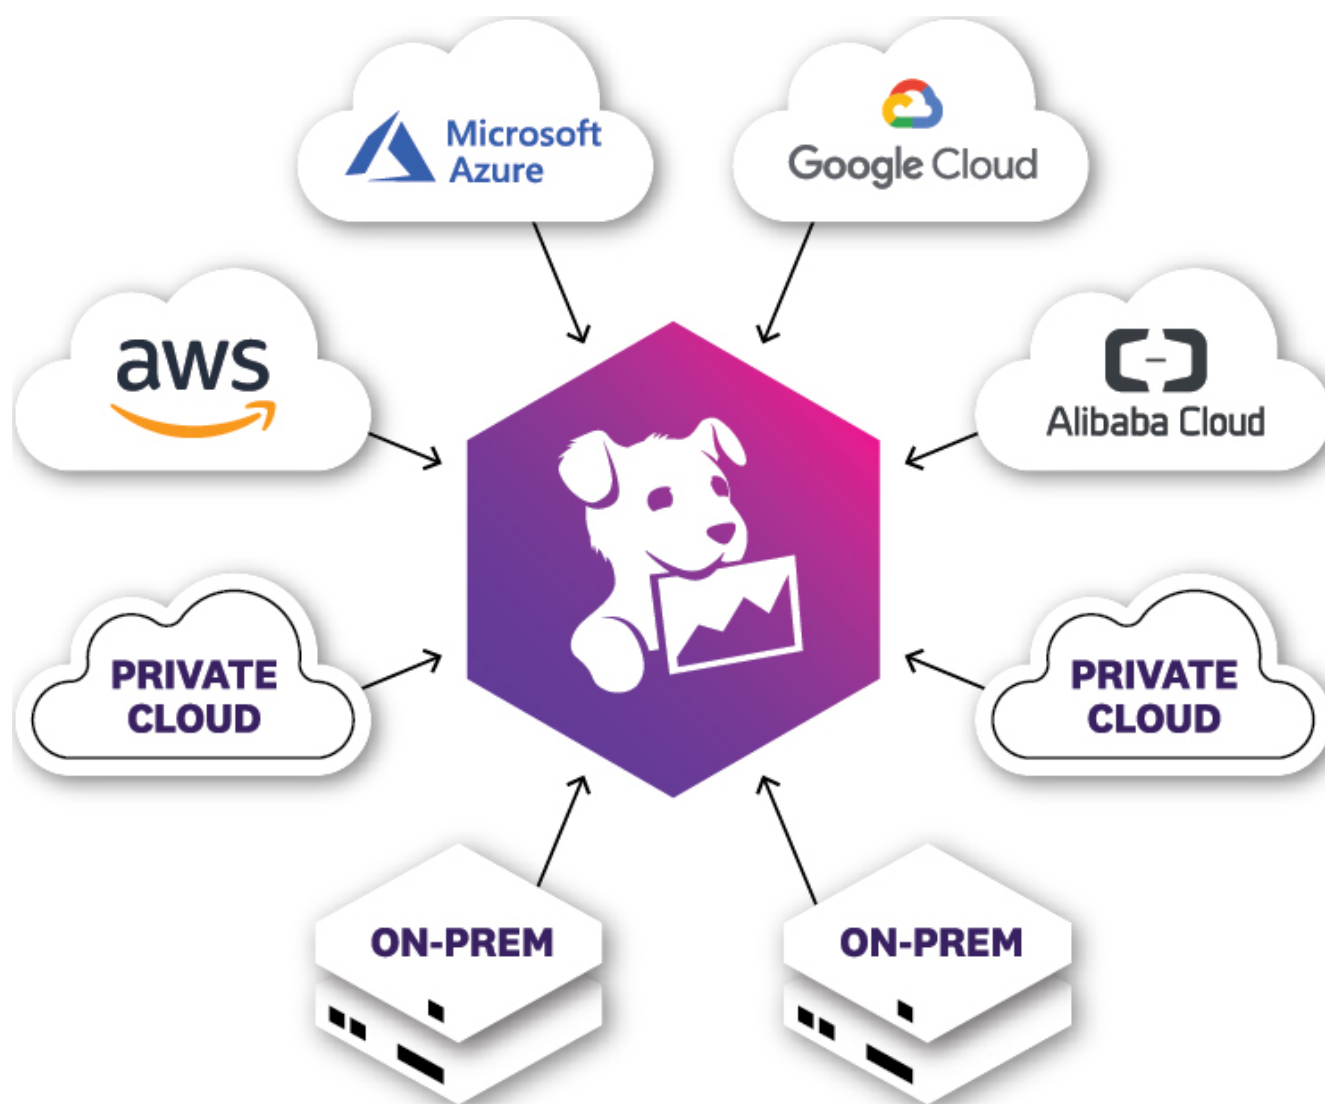 Microsoft
Azure
Google Cloud
aws
Alibaba Cloud
PRIVATE
CLOUD
PRIVATE
CLOUD
ON-PREM
ON-PREM